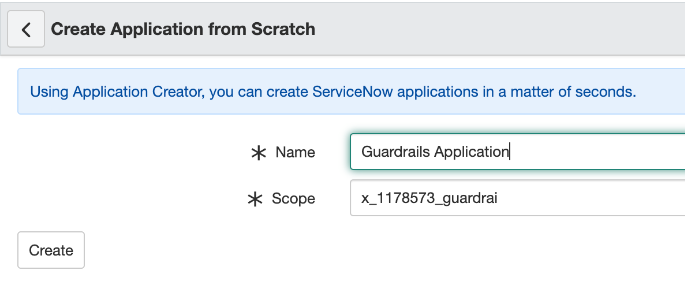 Create Application from Scratch
Using Application Creator, you can create ServiceNow applications in a matter of seconds.
Name Guardrails Application
Scope x_1178573_guardrai
Create